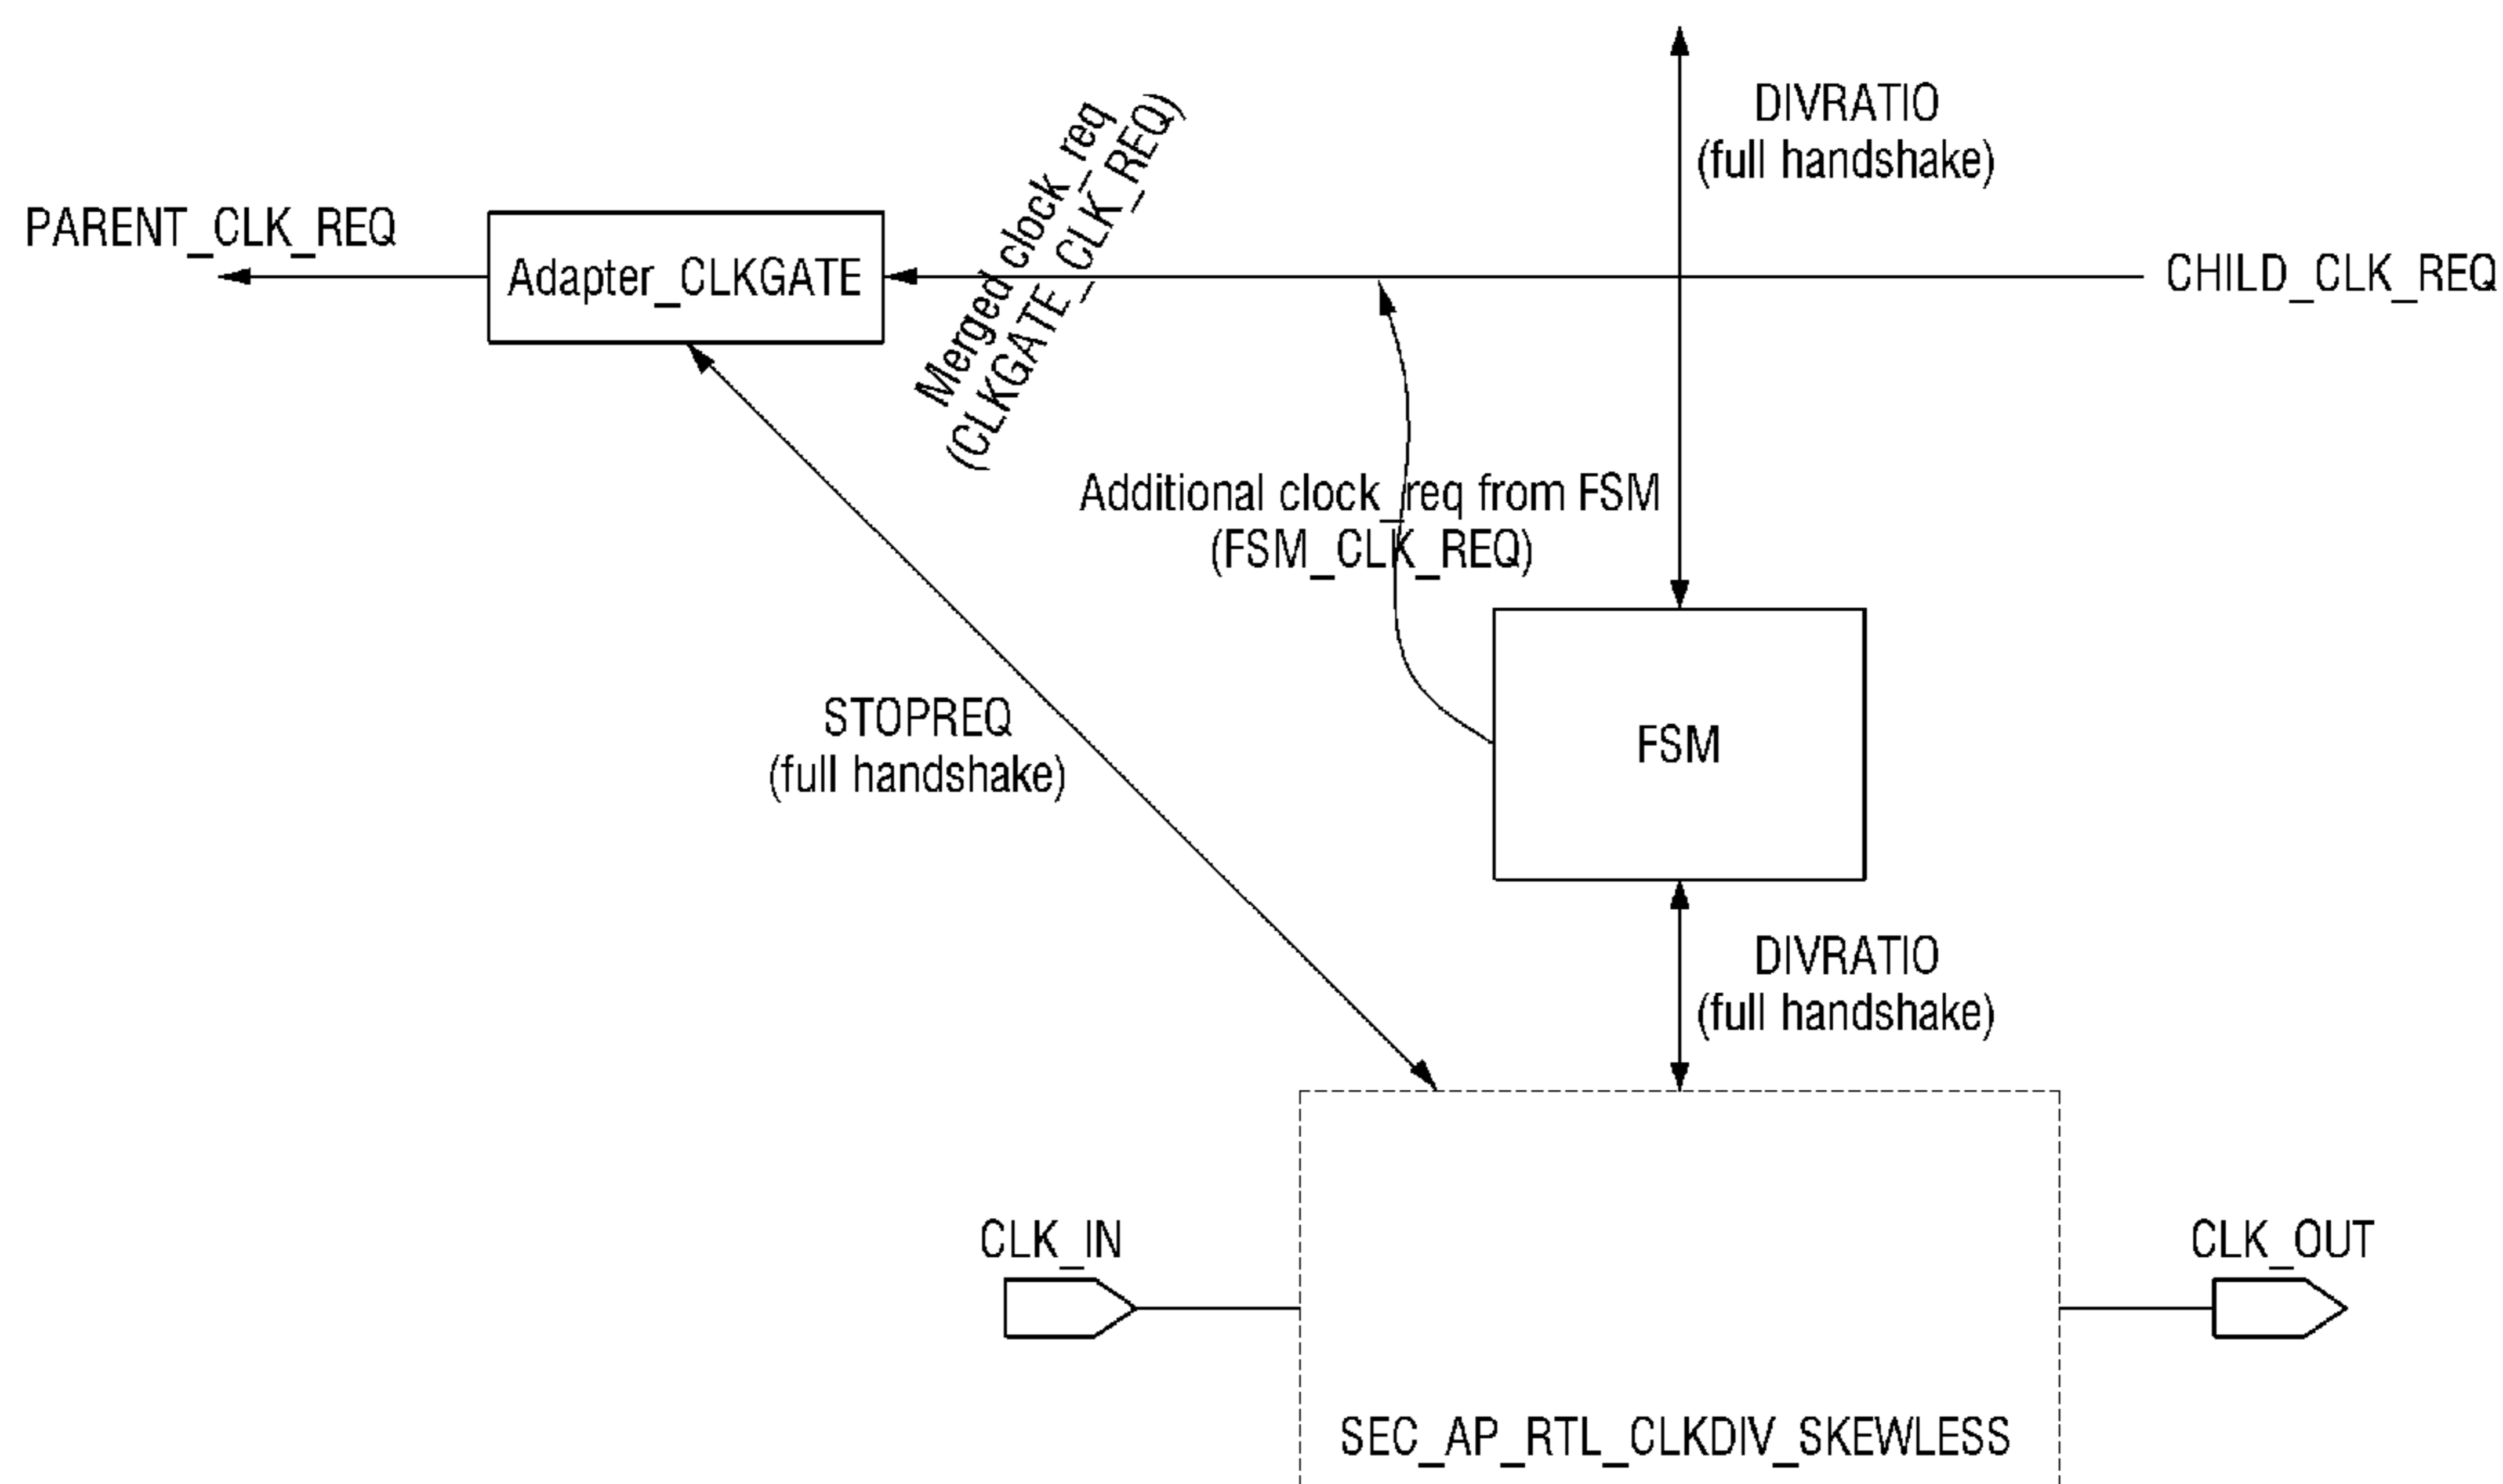 DIVRATIO
(full handshake)
Merged clock_req
(CLKGATE_CLK_REQ)
PARENT_CLK_REQ
Adapter_CLKGATE
CHILD_CLK_REQ
Additional clock_req from FSM
(FSM_CLK_REQ)
STOPREQ
(full handshake)
FSM
DIVRATIO
(full handshake)
CLK_IN
CLK_OUT
SEC_AP_RTL_CLKDIV_SKEWLESS